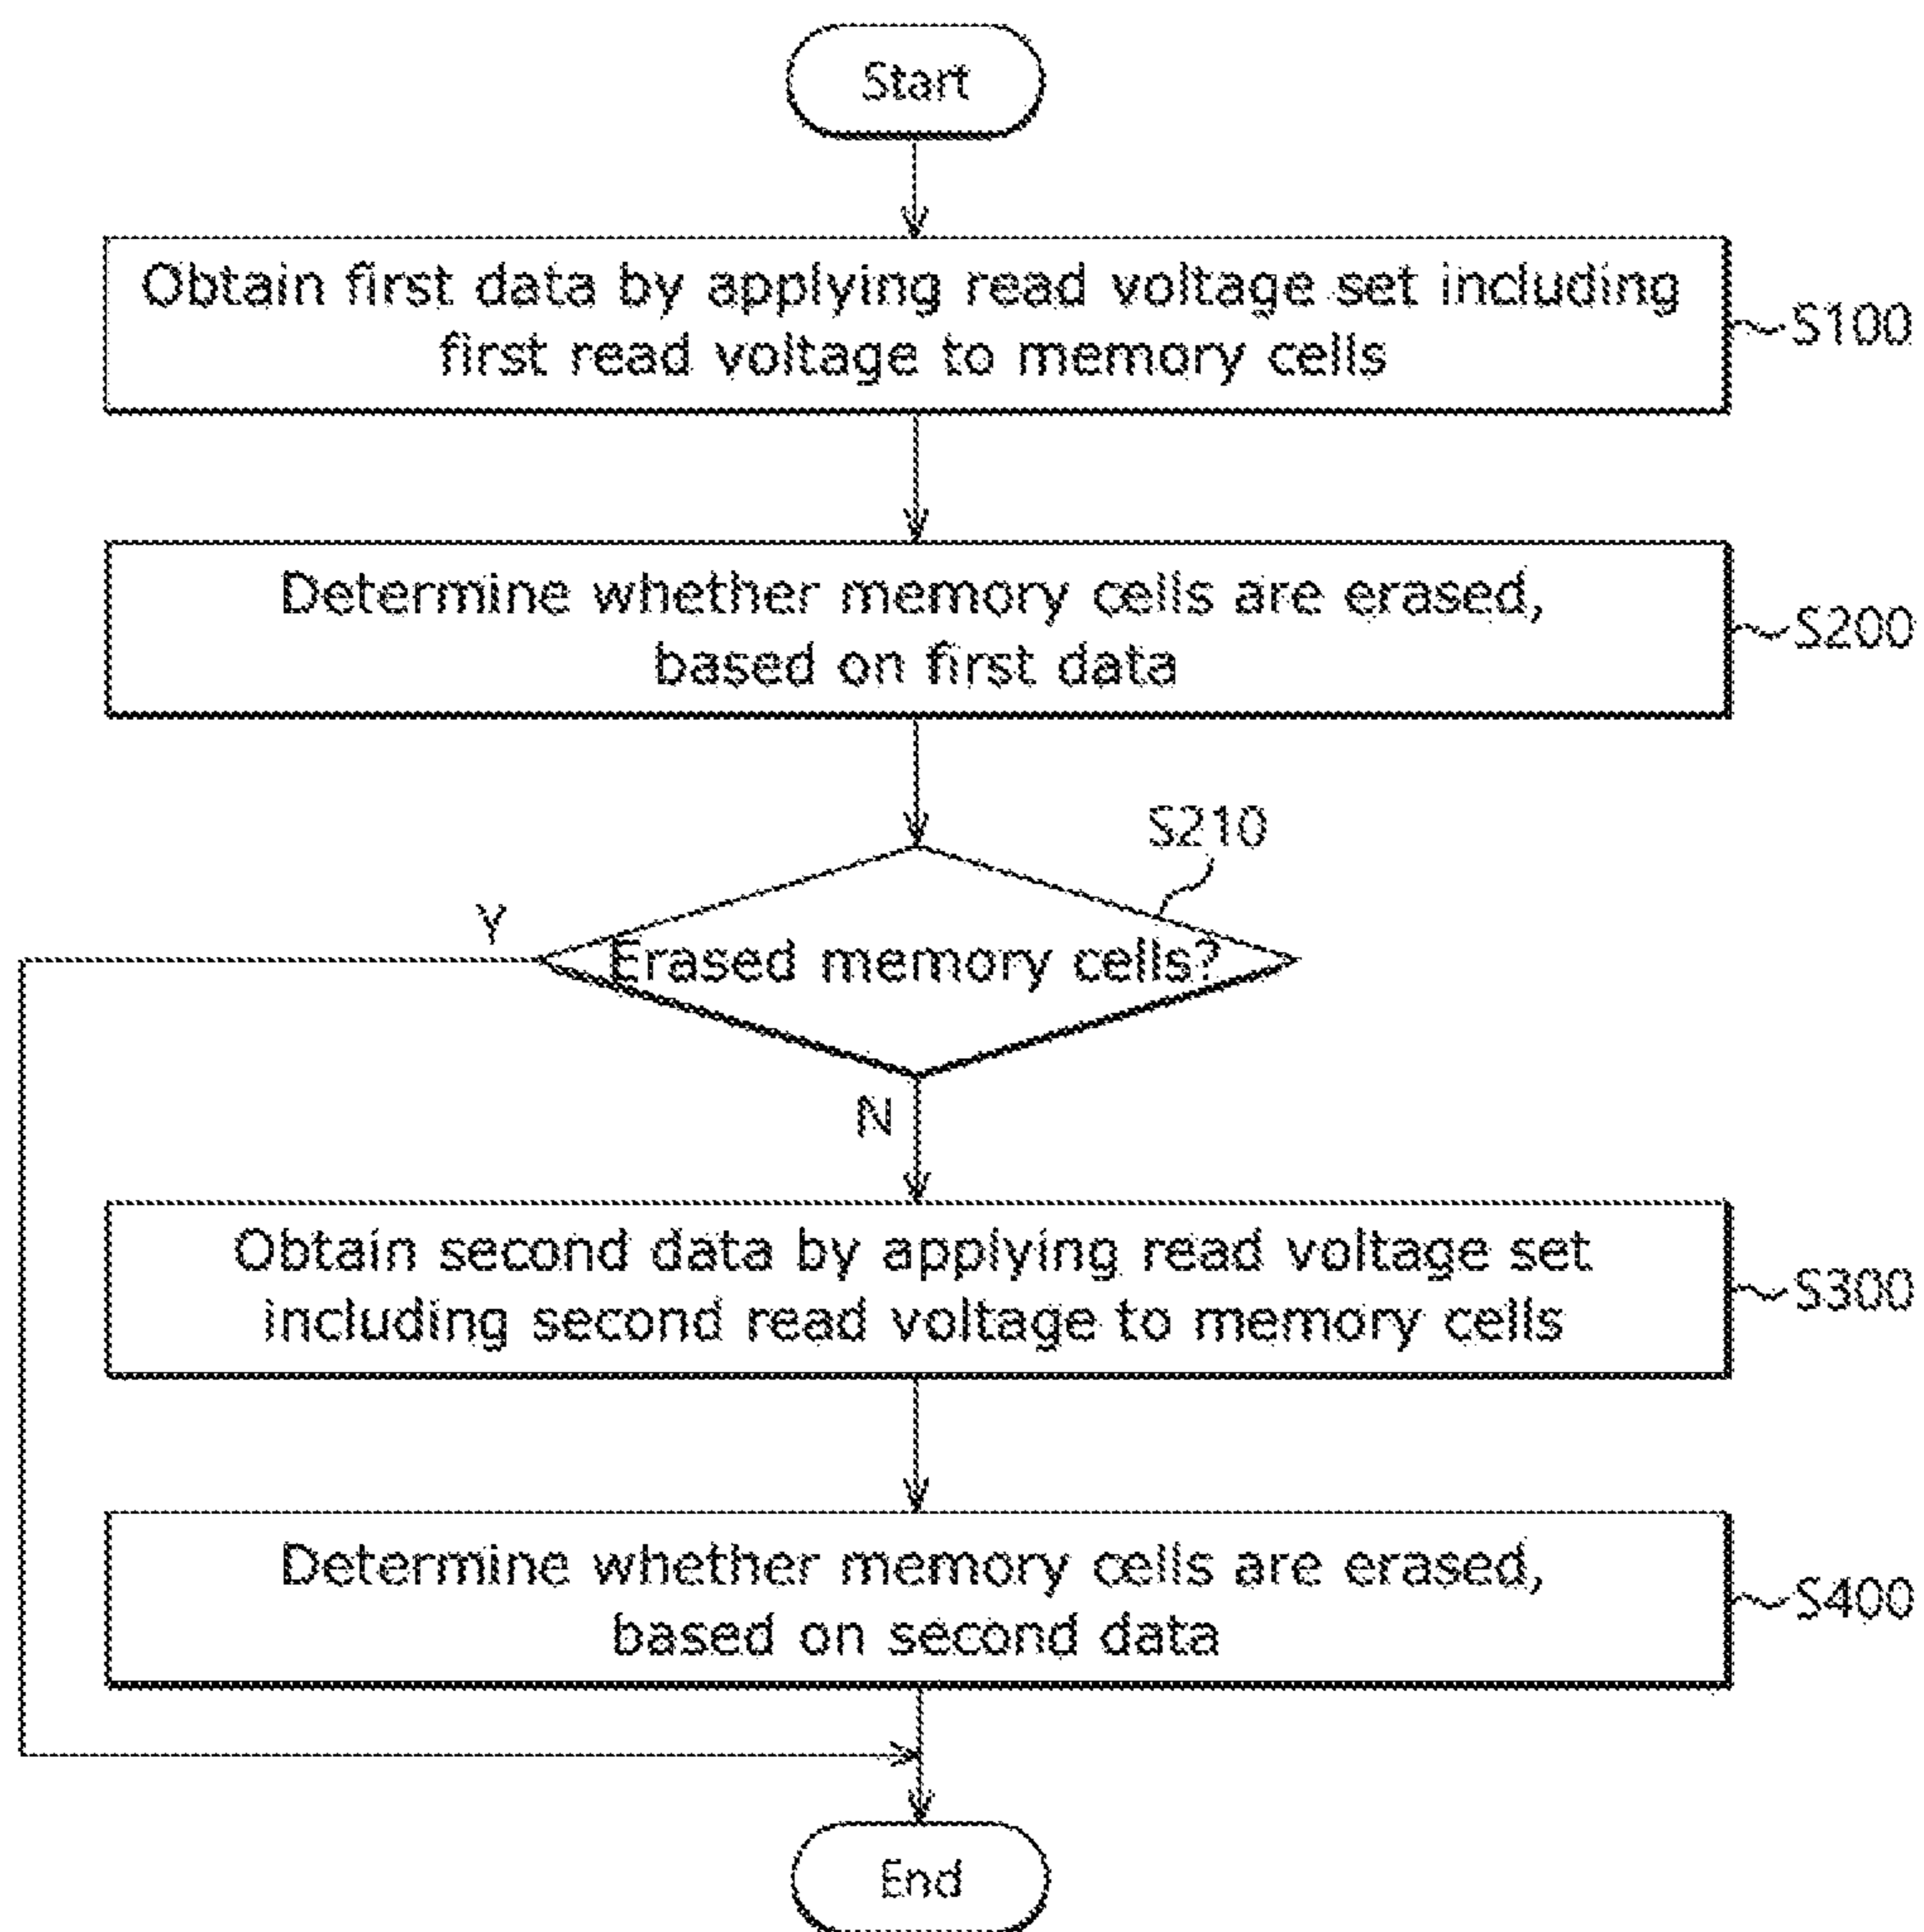 Start
Obtain first data by applying read voltage set including
first read voltage to memory cells
S100
Determine whether memory cells are erased,
based on first data
S200
S210
Y
Erased memory cells?
N
Obtain second data by applying read voltage set
including second read voltage to memory cells
S300
Determine whether memory cells are erased,
based on second data
S400
End